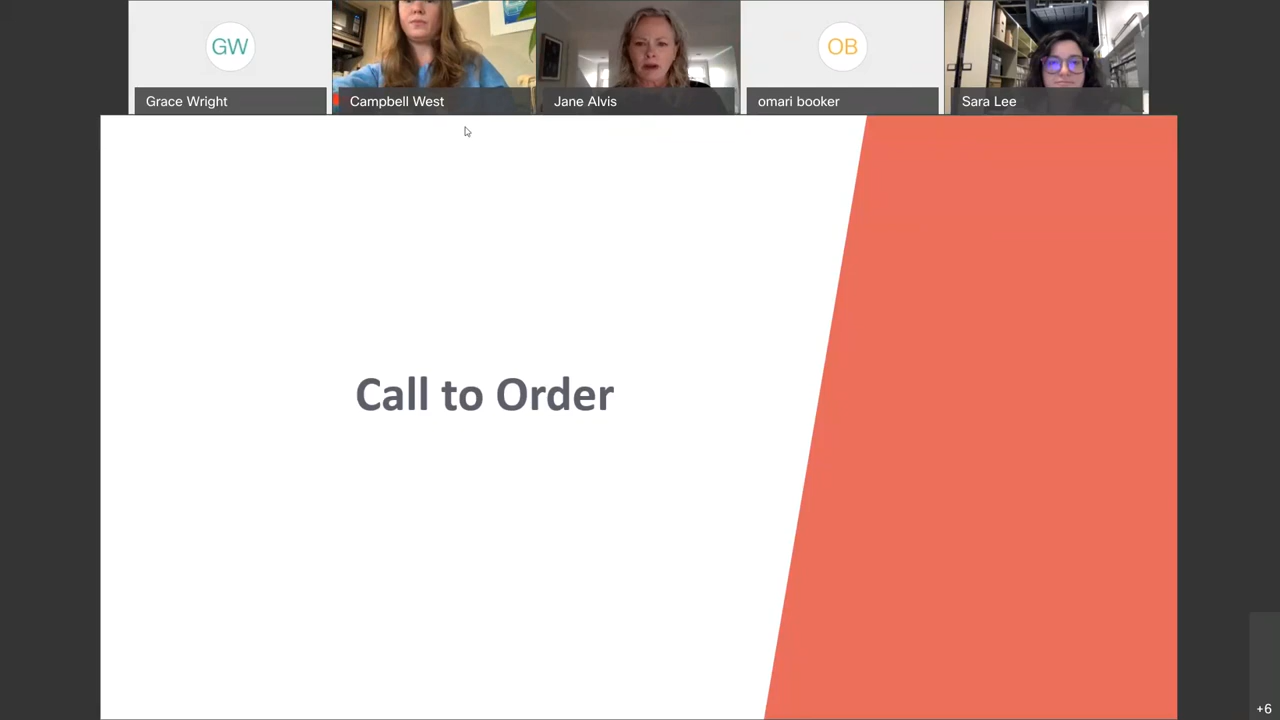 GW
OB
Grace Wright
Campbell West
Jane Alvis
omari booker
Sara Lee
Call to Order
+6